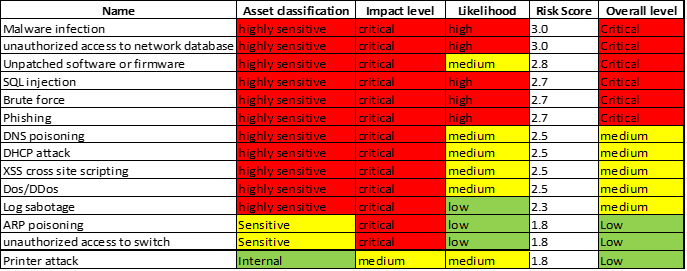 Name Asset classification Impact level Likelihood Risk Score Overall level
Malware infection highly sensitive critical high 3.0 Critical
unauthorized access to network database highly sensitive critical high 3.0 Critical
Unpatched software or firmware highly sensitive critical medium 2.8 Critical
SQL injection highly sensitive critical high 2.7 Critical
Brute force highly sensitive critical high 2.7 Critical
Phishing highly sensitive critical high 2.7 Critical
DNS poisoning highly sensitive critical medium 2.5 medium
DHCP attack highly sensitive critical medium 2.5 medium
XSS cross site scripting highly sensitive critical medium 2.5 medium
Dos/DDos highly sensitive critical medium 2.5 medium
Log sabotage highly sensitive critical low 2.3 medium
ARP poisoning Sensitive critical low 1.8 Low
unauthorized access to switch Sensitive critical low 1.8 Low
Printer attack Internal medium medium 1.8 Low